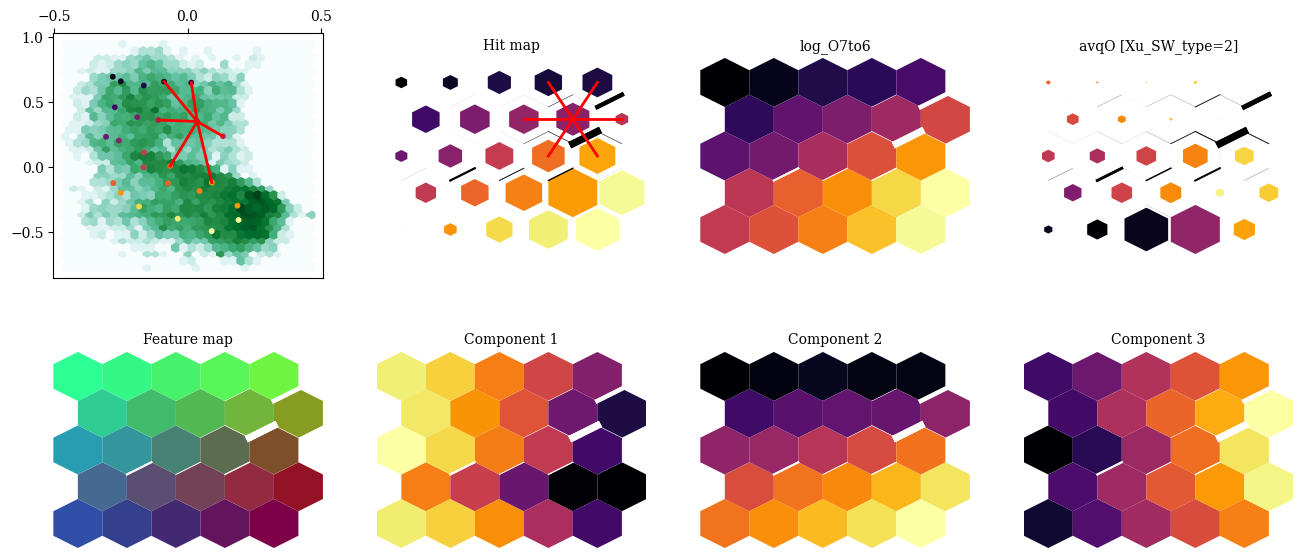 −0.5 0.0 0.5
1.0
0.5
0.0
−0.5
Hit map
log_O7to6
avqO [Xu_SW_type=2]
Feature map
Component 1
Component 2
Component 3